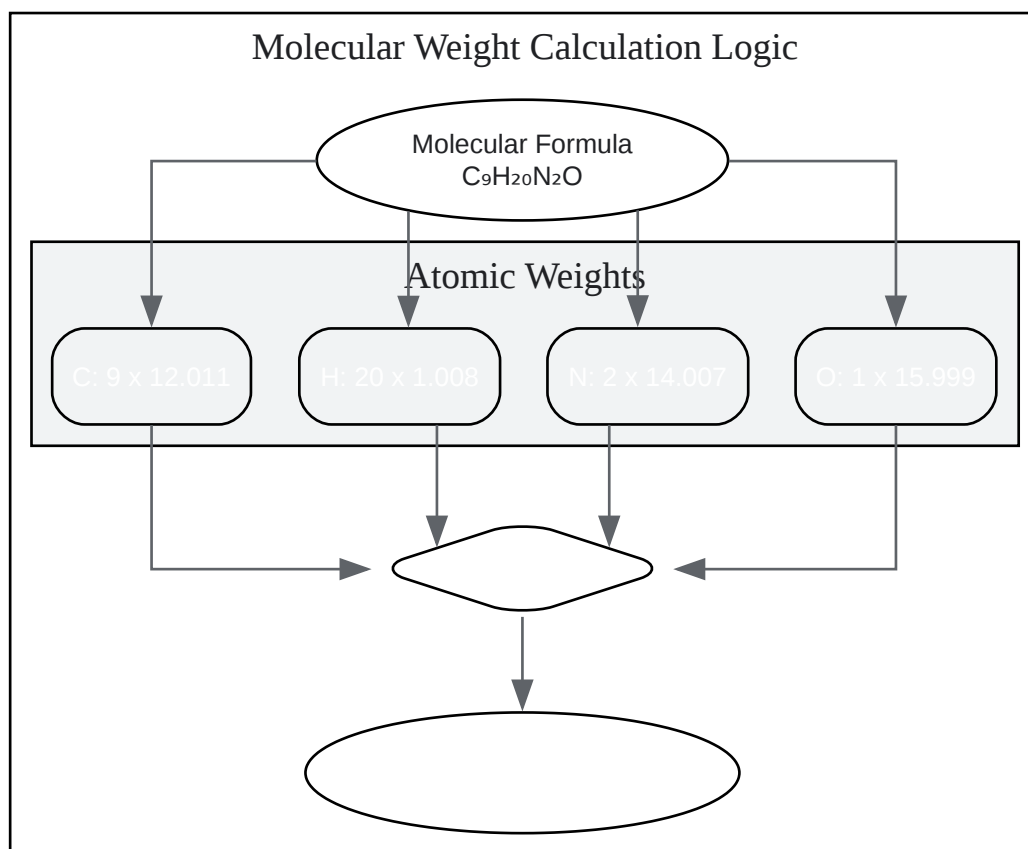 Molecular Weight Calculation Logic
Molecular Formula
C₉H₂₀N₂O
Atomic Weights
C: 9 x 12.011
H: 20 x 1.008
N: 2 x 14.007
O: 1 x 15.999